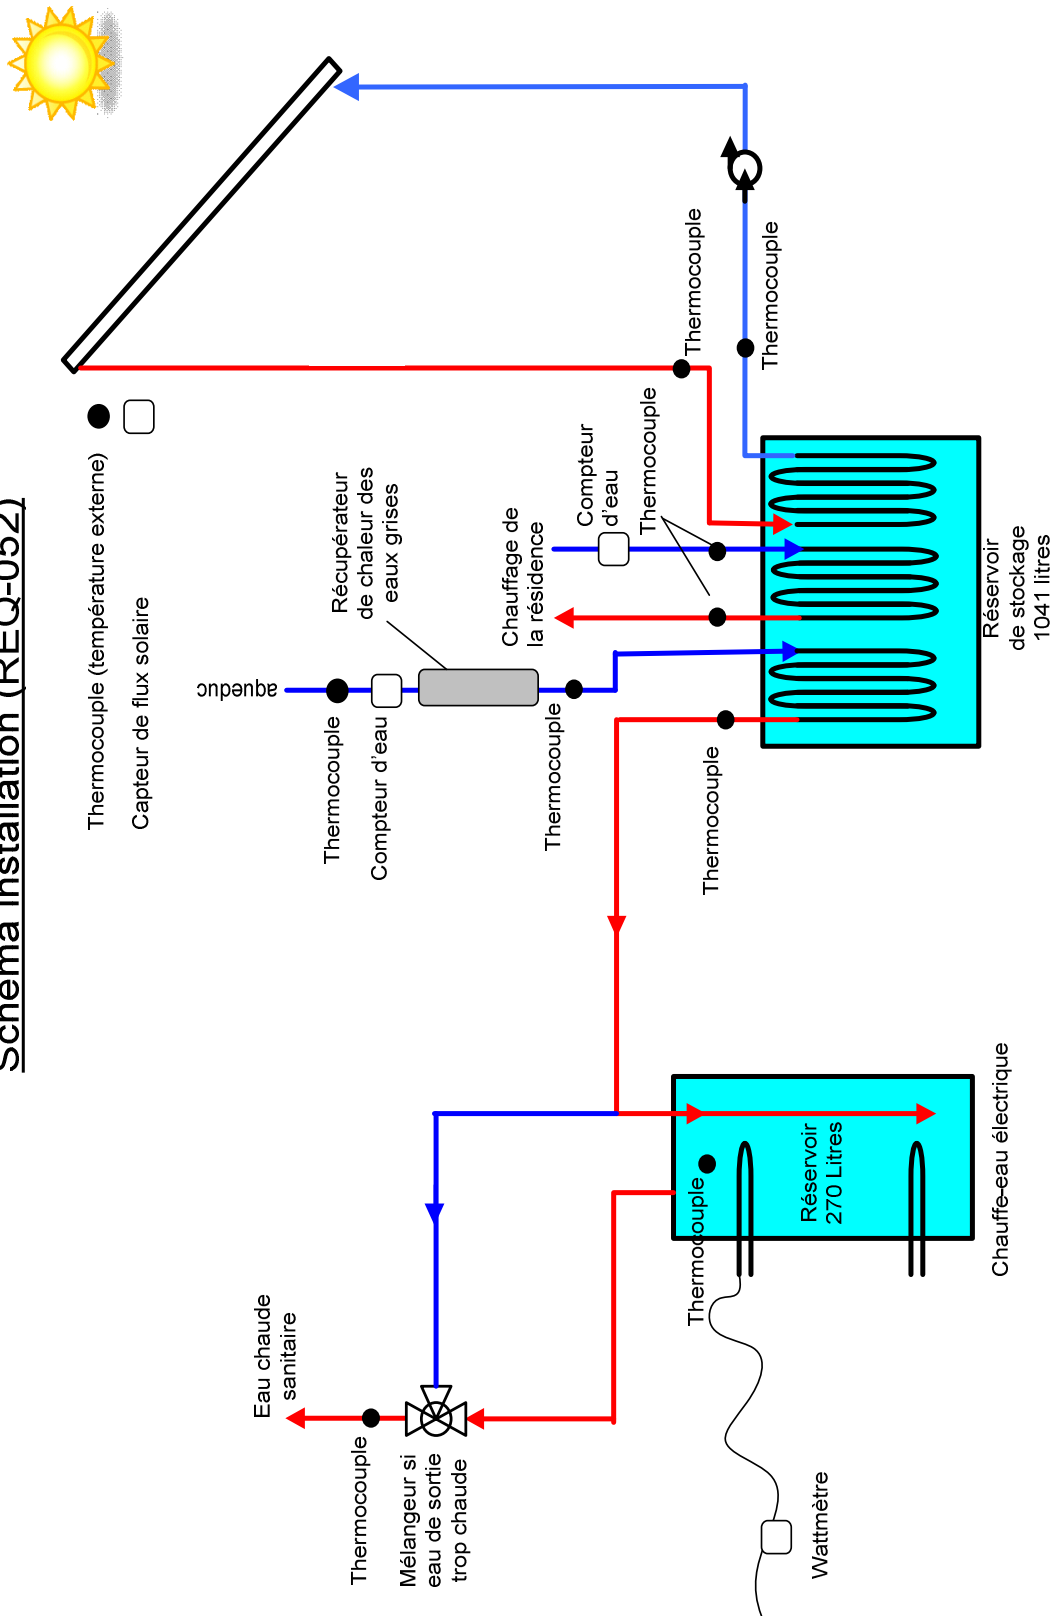 Schéma Installation (REQ-052)
Thermocouple (température externe)
Capteur de flux solaire
Eau chaude
sanitaire
Thermocouple
Mélangeur si
eau de sortie
trop chaude
aqueduc
Thermocouple
Compteur d'eau
Récupérateur
de chaleur des
eaux grises
Thermocouple
Chauffage de
la résidence
Compteur
d'eau
Thermocouple
Thermocouple
Thermocouple
Thermocouple
Thermocouple
Réservoir
270 Litres
Chauffe-eau électrique
Wattmètre
Réservoir
de stockage
1041 litres